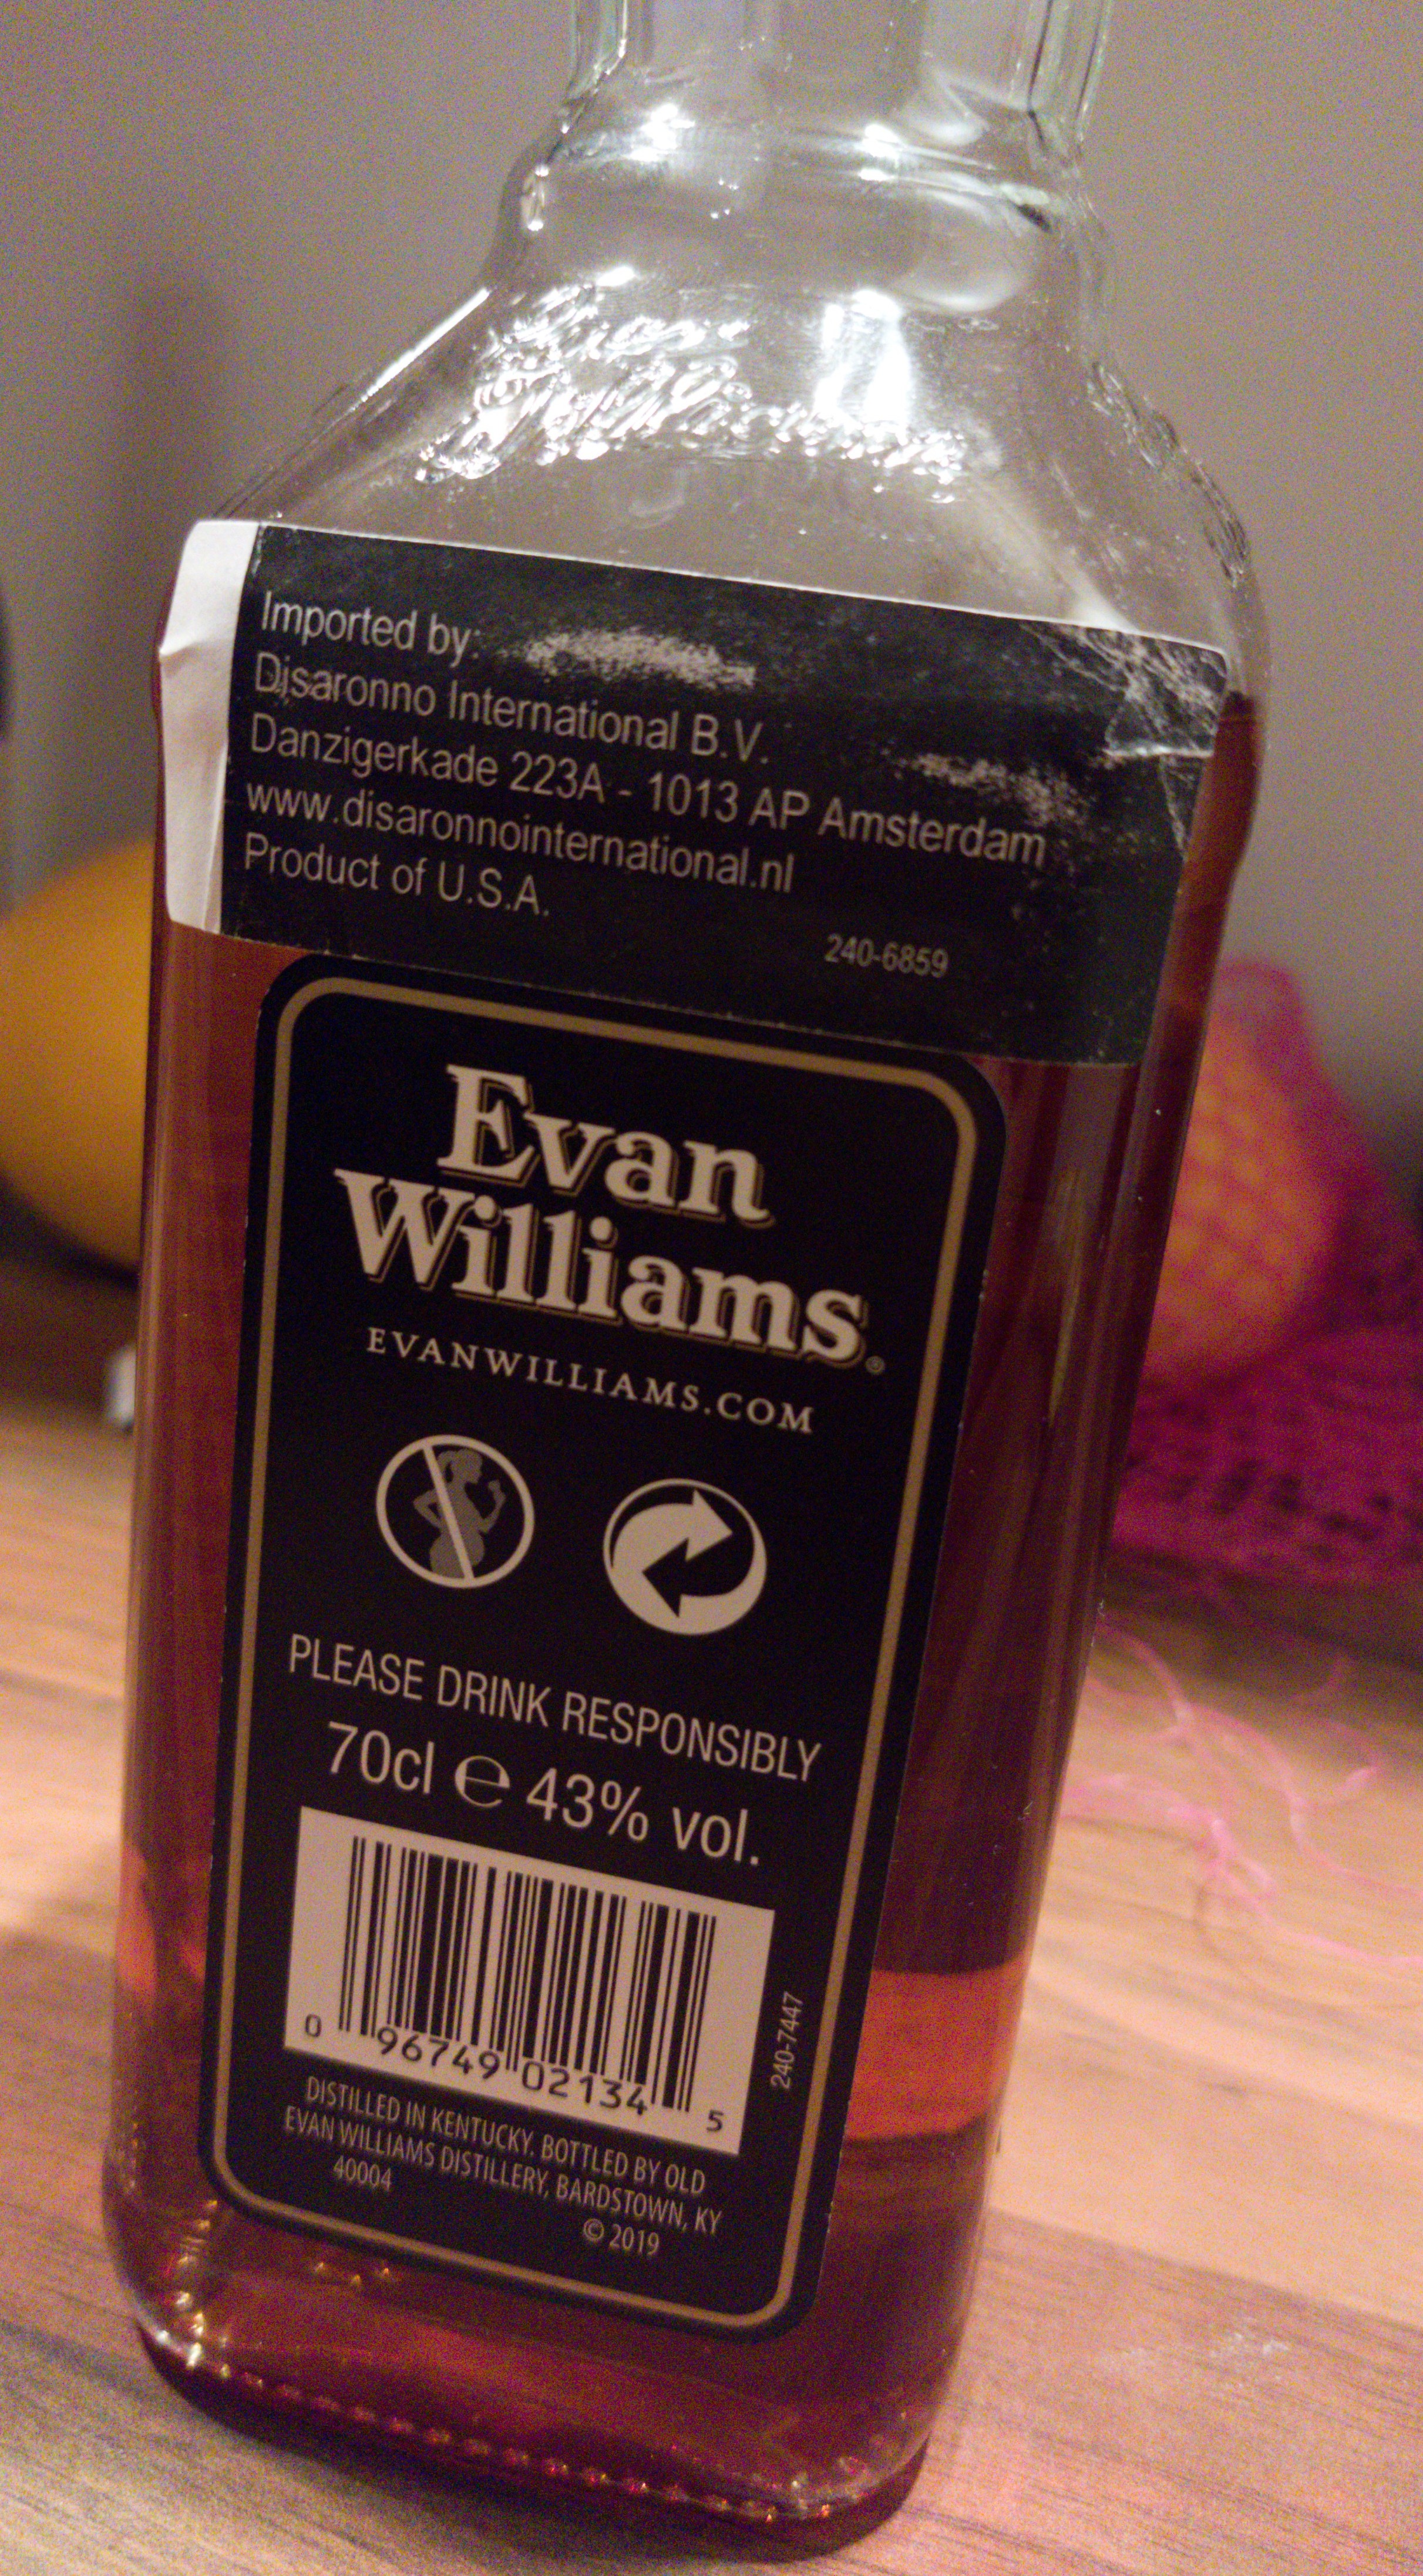 Evan
Williams
Imported by:
Disaronno International B.V.
Danzigerkade 223A - 1013 AP Amsterdam
www.disaronnointernational.nl
Product of U.S.A.
240-6859
Evan
Williams®
EVANWILLIAMS.COM
PLEASE DRINK RESPONSIBLY
70cl ℮ 43% vol.
0 96749 02134 5
240-7447
DISTILLED IN KENTUCKY. BOTTLED BY OLD
EVAN WILLIAMS DISTILLERY, BARDSTOWN, KY
40004
© 2019